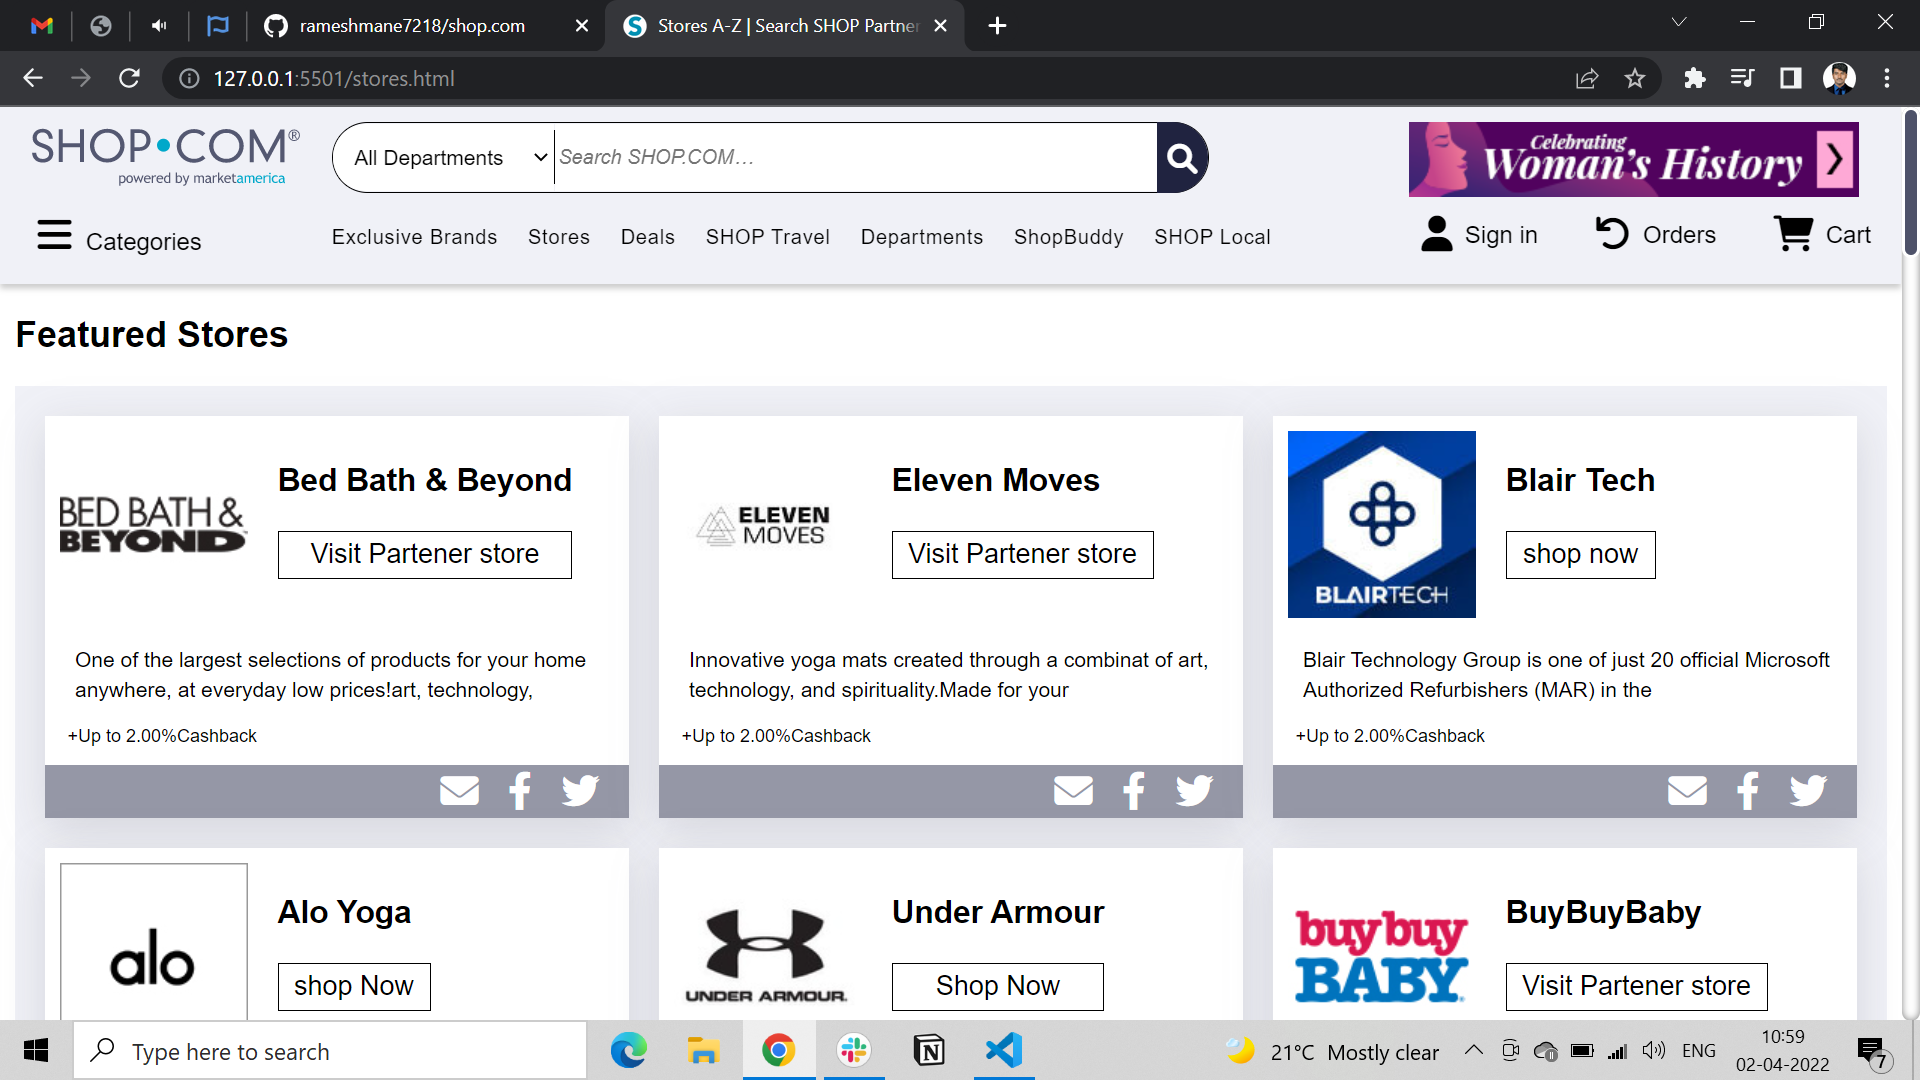 rameshmane7218/shop.com
Stores A-Z | Search SHOP Partner
127.0.0.1:5501/stores.html
SHOP•COM®
powered by marketamerica
All Departments
Search SHOP.COM...
Celebrating
Woman's History
Categories
Exclusive Brands
Stores
Deals
SHOP Travel
Departments
ShopBuddy
SHOP Local
Sign in
Orders
Cart
Featured Stores
BED BATH &
BEYOND
Bed Bath & Beyond
Visit Partener store
One of the largest selections of products for your home
anywhere, at everyday low prices!art, technology,
+Up to 2.00%Cashback
ELEVEN
MOVES
Eleven Moves
Visit Partener store
Innovative yoga mats created through a combinat of art,
technology, and spirituality.Made for your
+Up to 2.00%Cashback
BLAIRTECH
Blair Tech
shop now
Blair Technology Group is one of just 20 official Microsoft
Authorized Refurbishers (MAR) in the
+Up to 2.00%Cashback
alo
Alo Yoga
shop Now
UNDER ARMOUR.
Under Armour
Shop Now
buy buy
BABY
BuyBuyBaby
Visit Partener store
Type here to search
21°C Mostly clear
ENG
10:59
02-04-2022
7